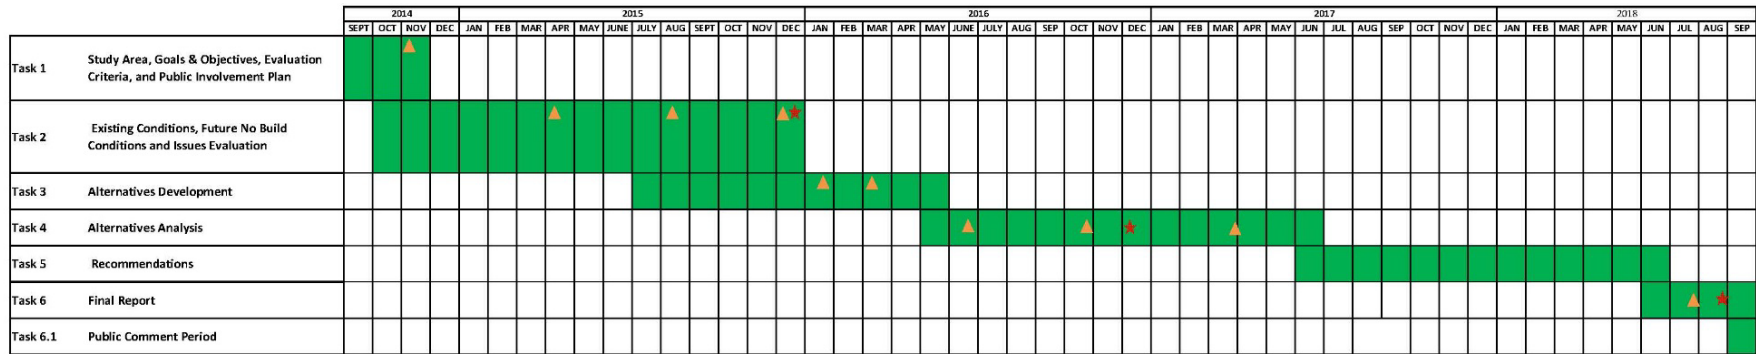 2014 2015 2016 2017 2018
SEPT OCT NOV DEC JAN FEB MAR APR MAY JUNE JULY AUG SEPT OCT NOV DEC JAN FEB MAR APR MAY JUNE JULY AUG SEP OCT NOV DEC JAN FEB MAR APR MAY JUN JUL AUG SEP OCT NOV DEC JAN FEB MAR APR MAY JUN JUL AUG SEP
Task 1 Study Area, Goals & Objectives, Evaluation
Criteria, and Public Involvement Plan
Task 2 Existing Conditions, Future No Build
Conditions and Issues Evaluation
Task 3 Alternatives Development
Task 4 Alternatives Analysis
Task 5 Recommendations
Task 6 Final Report
Task 6.1 Public Comment Period